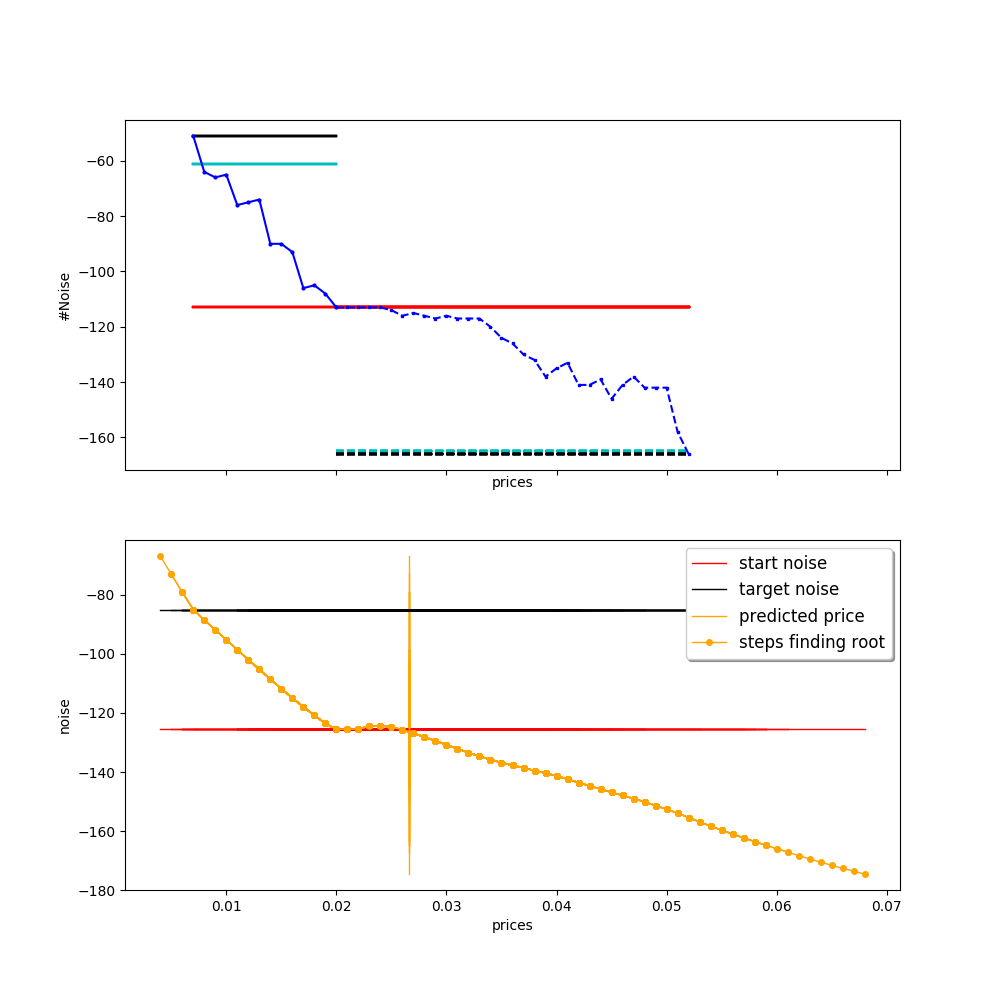 −60
−80
−100
−120
−140
−160
#Noise
prices
start noise
target noise
predicted price
steps finding root
−80
−100
−120
−140
−160
−180
noise
0.01 0.02 0.03 0.04 0.05 0.06 0.07
prices